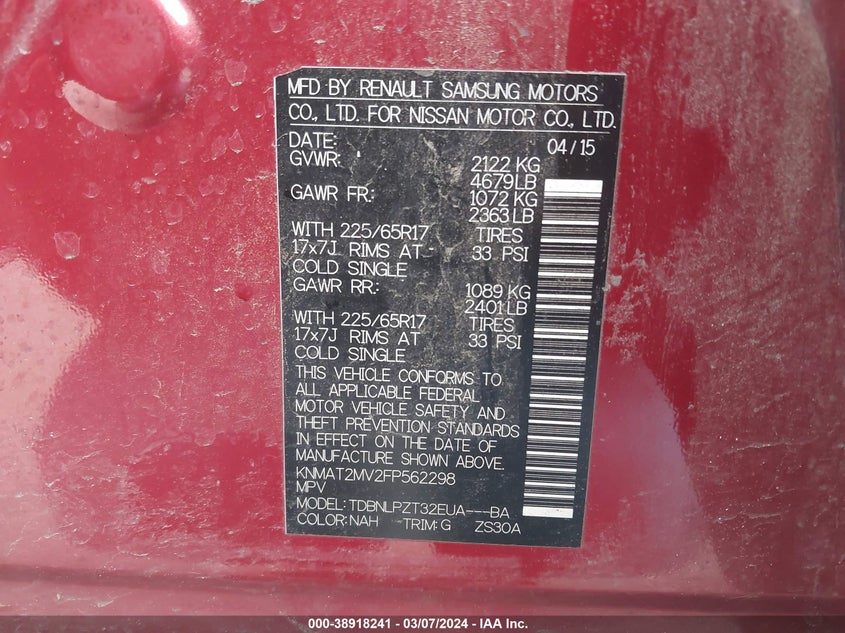 MFD BY RENAULT SAMSUNG MOTORS
CO., LTD. FOR NISSAN MOTOR CO., LTD.
DATE: 04/15
GVWR: 2122 KG
4679 LB
GAWR FR.: 1072 KG
2363 LB
WITH 225/65R17 TIRES
17x7J RIMS AT 33 PSI
COLD SINGLE
GAWR RR.: 1089 KG
2401 LB
WITH 225/65R17 TIRES
17x7J RIMS AT 33 PSI
COLD SINGLE
THIS VEHICLE CONFORMS TO
ALL APPLICABLE FEDERAL
MOTOR VEHICLE SAFETY AND
THEFT PREVENTION STANDARDS
IN EFFECT ON THE DATE OF
MANUFACTURE SHOWN ABOVE.
KNMAT2MV2FP562298
MPV
MODEL: TDBNLPZT32EUA---BA
COLOR: NAH TRIM: G ZS30A
000-38918241 - 03/07/2024 - IAA Inc.